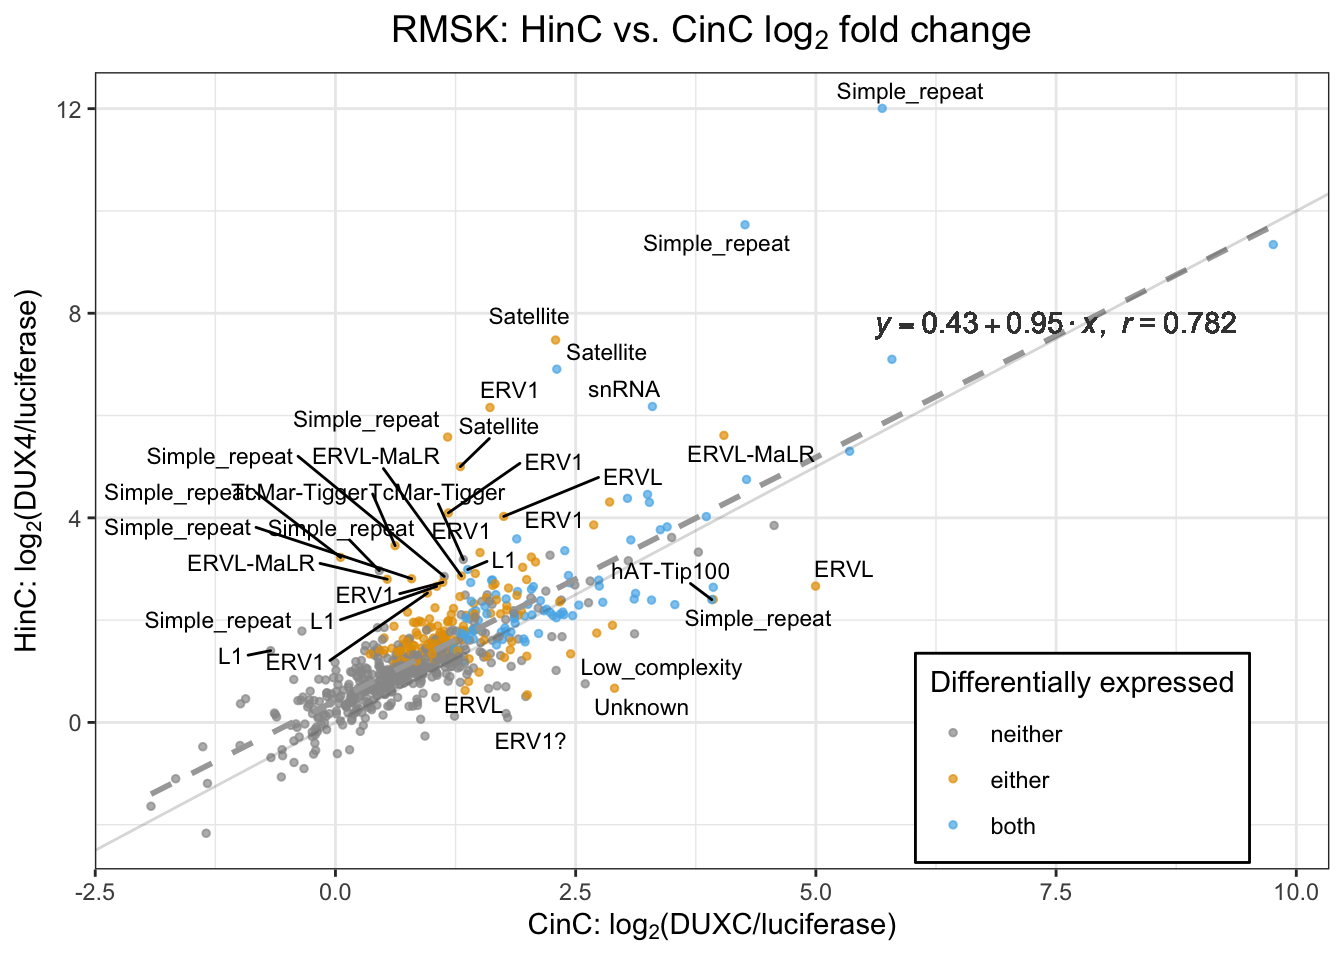 RMSK: HinC vs. CinC log2 fold change
Simple_repeat
12
Simple_repeat
8
Satellite
y = 0.43 + 0.95 · x, r = 0.782
Satellite
ERV1
snRNA
Simple_repeat
Satellite
Simple_repeat
ERVL-MaLR
ERV1
ERVL-MaLR
ERVL
Simple_repeat
TcMar-Tigger
TcMar-Tigger
4
Simple_repeat
Simple_repeat
ERV1
ERV1
ERVL-MaLR
L1
hAT-Tip100
ERVL
ERV1
Simple_repeat
L1
Simple_repeat
L1
ERV1
Low_complexity
ERVL
Unknown
0
ERV1?
Differentially expressed
neither
either
both
-2.5
0.0
2.5
5.0
7.5
10.0
CinC: log2(DUXC/luciferase)
HinC: log2(DUX4/luciferase)